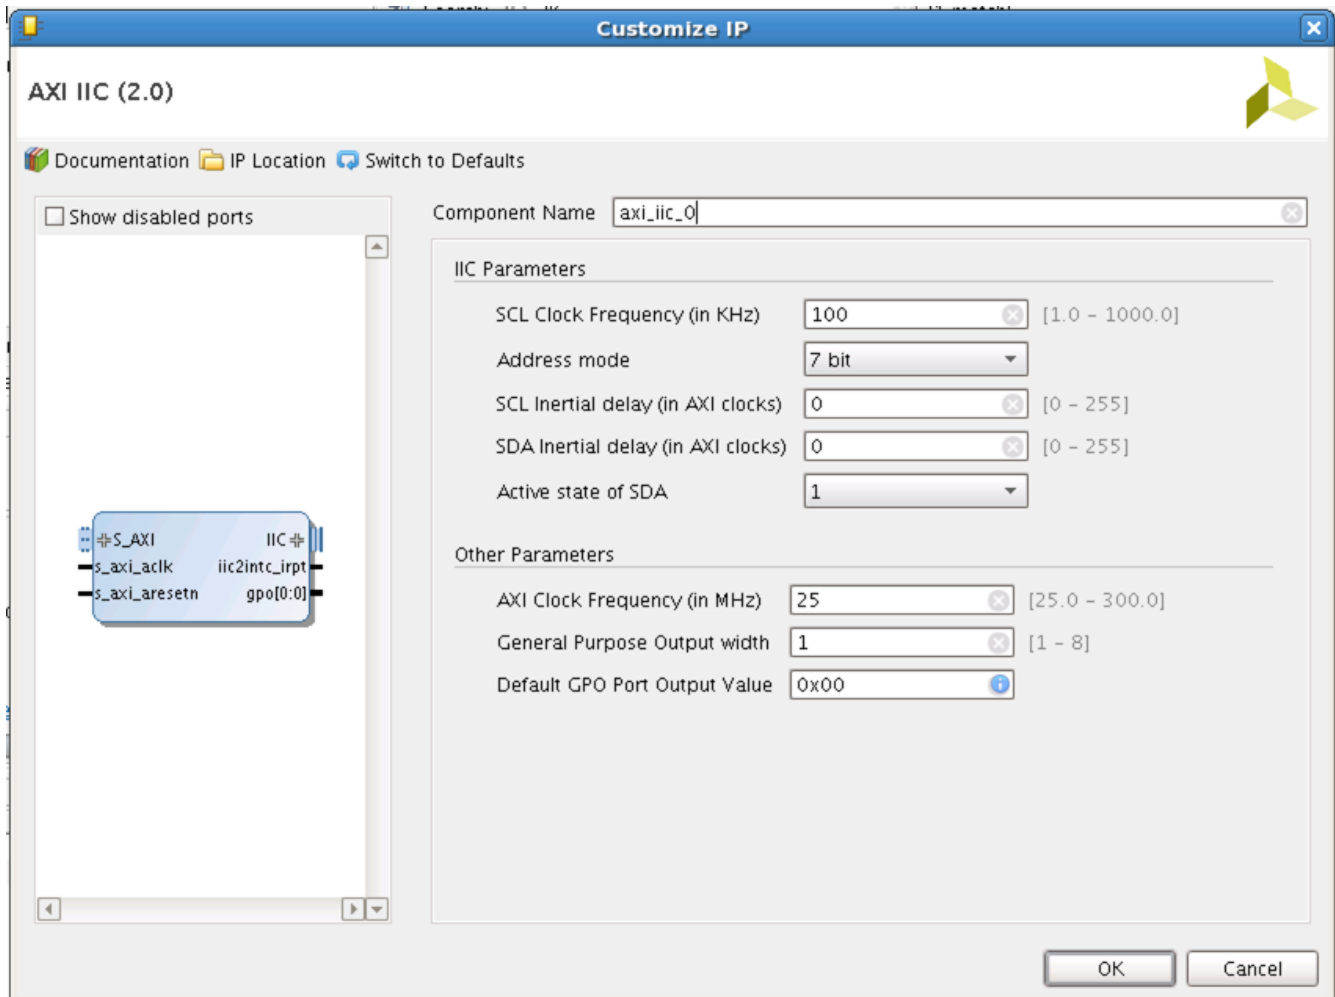 Customize IP
AXI IIC (2.0)
Documentation IP Location Switch to Defaults
Show disabled ports
Component Name axi_iic_0
IIC Parameters
SCL Clock Frequency (in KHz) 100 [1.0 - 1000.0]
Address mode 7 bit
SCL Inertial delay (in AXI clocks) 0 [0 - 255]
SDA Inertial delay (in AXI clocks) 0 [0 - 255]
Active state of SDA 1
S_AXI IIC
s_axi_aclk iic2intc_irpt
s_axi_aresetn gpo[0:0]
Other Parameters
AXI Clock Frequency (in MHz) 25 [25.0 - 300.0]
General Purpose Output width 1 [1 - 8]
Default GPO Port Output Value 0x00
OK Cancel